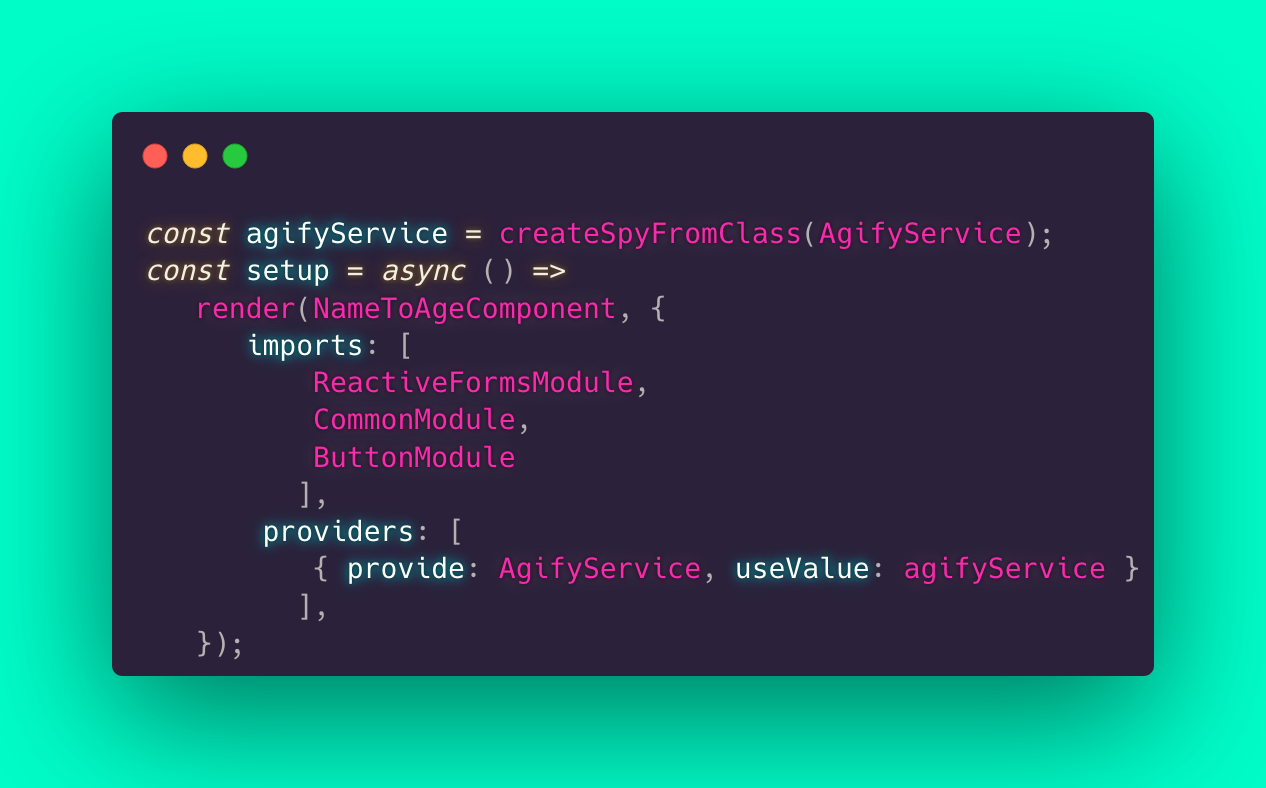 const agifyService = createSpyFromClass(AgifyService);
const setup = async () =>
   render(NameToAgeComponent, {
      imports: [
          ReactiveFormsModule,
          CommonModule,
          ButtonModule
         ],
       providers: [
          { provide: AgifyService, useValue: agifyService }
         ],
   });